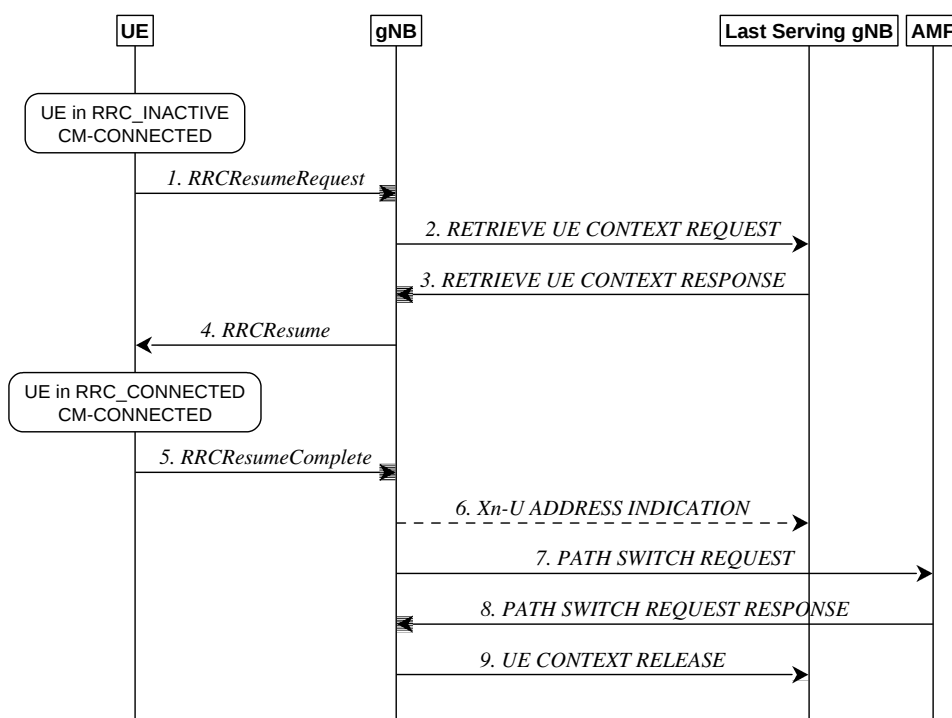 UE
gNB
Last Serving gNB
AMF
UE in RRC_INACTIVE
CM-CONNECTED
1. RRCResumeRequest
2. RETRIEVE UE CONTEXT REQUEST
3. RETRIEVE UE CONTEXT RESPONSE
4. RRCResume
UE in RRC_CONNECTED
CM-CONNECTED
5. RRCResumeComplete
6. Xn-U ADDRESS INDICATION
7. PATH SWITCH REQUEST
8. PATH SWITCH REQUEST RESPONSE
9. UE CONTEXT RELEASE